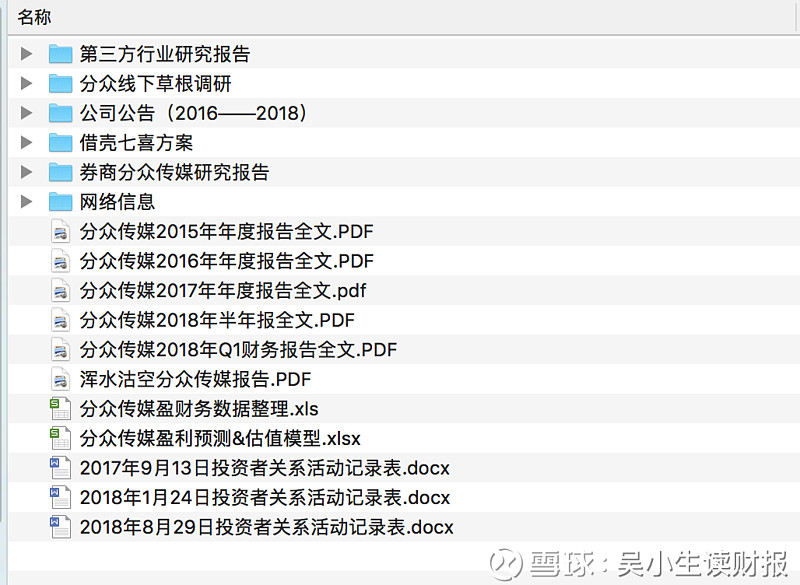 名称
第三方行业研究报告
分众线下草根调研
公司公告（2016——2018）
借壳七喜方案
券商分众传媒研究报告
网络信息
分众传媒2015年年度报告全文.PDF
分众传媒2016年年度报告全文.PDF
分众传媒2017年年度报告全文.pdf
分众传媒2018年半年报全文.PDF
分众传媒2018年Q1财务报告全文.PDF
浑水沽空分众传媒报告.PDF
分众传媒盈财务数据整理.xls
分众传媒盈利预测&估值模型.xlsx
2017年9月13日投资者关系活动记录表.docx
2018年1月24日投资者关系活动记录表.docx
2018年8月29日投资者关系活动记录表.docx
雪球：吴小生读财报